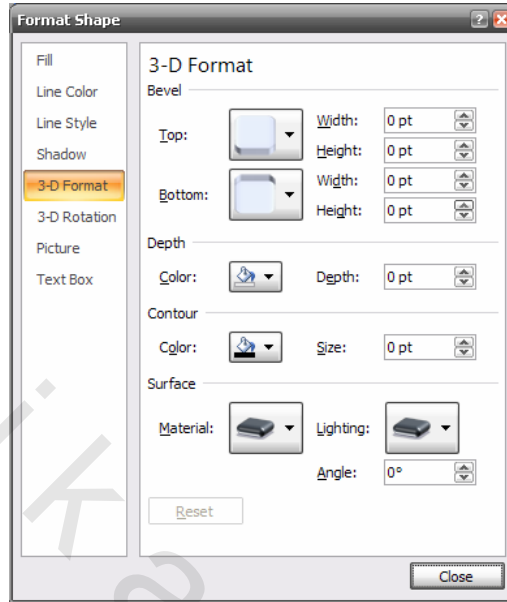 Format Shape
Fill
Line Color
Line Style
Shadow
3-D Format
3-D Rotation
Picture
Text Box
3-D Format
Bevel
Top:
Width: 0 pt
Height: 0 pt
Bottom:
Width: 0 pt
Height: 0 pt
Depth
Color:
Depth: 0 pt
Contour
Color:
Size: 0 pt
Surface
Material:
Lighting:
Angle: 0°
Reset
Close